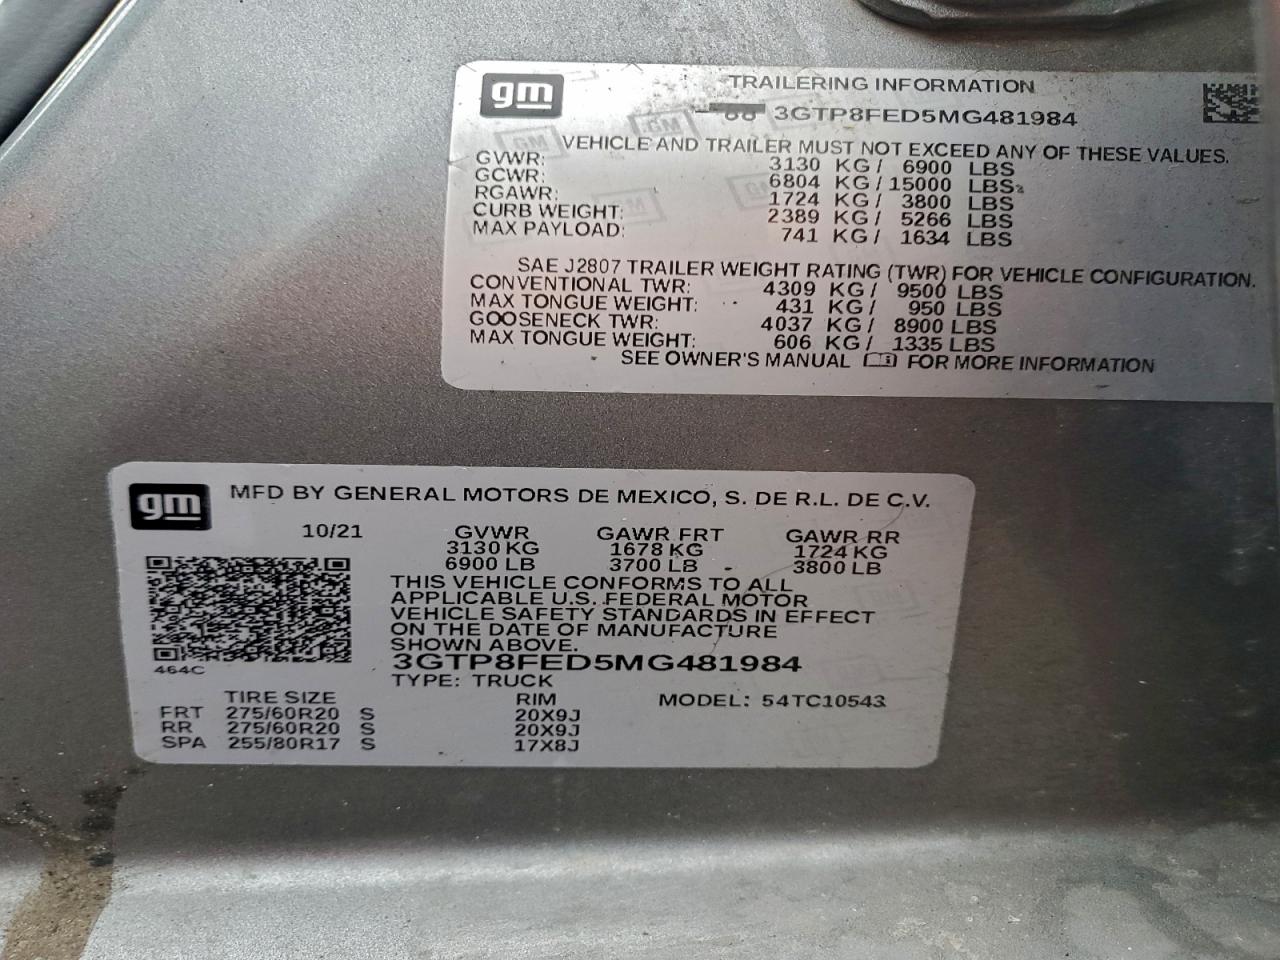 gm
TRAILERING INFORMATION
3GTP8FED5MG481984
VEHICLE AND TRAILER MUST NOT EXCEED ANY OF THESE VALUES.
GVWR: 3130 KG/ 6900 LBS
GCWR: 6804 KG/ 15000 LBS
RGAWR: 1724 KG/ 3800 LBS
CURB WEIGHT: 2389 KG/ 5266 LBS
MAX PAYLOAD: 741 KG/ 1634 LBS
SAE J2807 TRAILER WEIGHT RATING (TWR) FOR VEHICLE CONFIGURATION.
CONVENTIONAL TWR: 4309 KG/ 9500 LBS
MAX TONGUE WEIGHT: 431 KG/ 950 LBS
GOOSENECK TWR: 4037 KG/ 8900 LBS
MAX TONGUE WEIGHT: 606 KG/ 1335 LBS
SEE OWNER'S MANUAL FOR MORE INFORMATION
gm MFD BY GENERAL MOTORS DE MEXICO, S. DE R.L. DE C.V.
10/21 GVWR GAWR FRT GAWR RR
3130 KG 1678 KG 1724 KG
6900 LB 3700 LB 3800 LB
THIS VEHICLE CONFORMS TO ALL
APPLICABLE U.S. FEDERAL MOTOR
VEHICLE SAFETY STANDARDS IN EFFECT
ON THE DATE OF MANUFACTURE
SHOWN ABOVE.
464C 3GTP8FED5MG481984
TYPE: TRUCK
TIRE SIZE RIM MODEL: 54TC10543
FRT 275/60R20 S 20X9J
RR 275/60R20 S 20X9J
SPA 255/80R17 S 17X8J